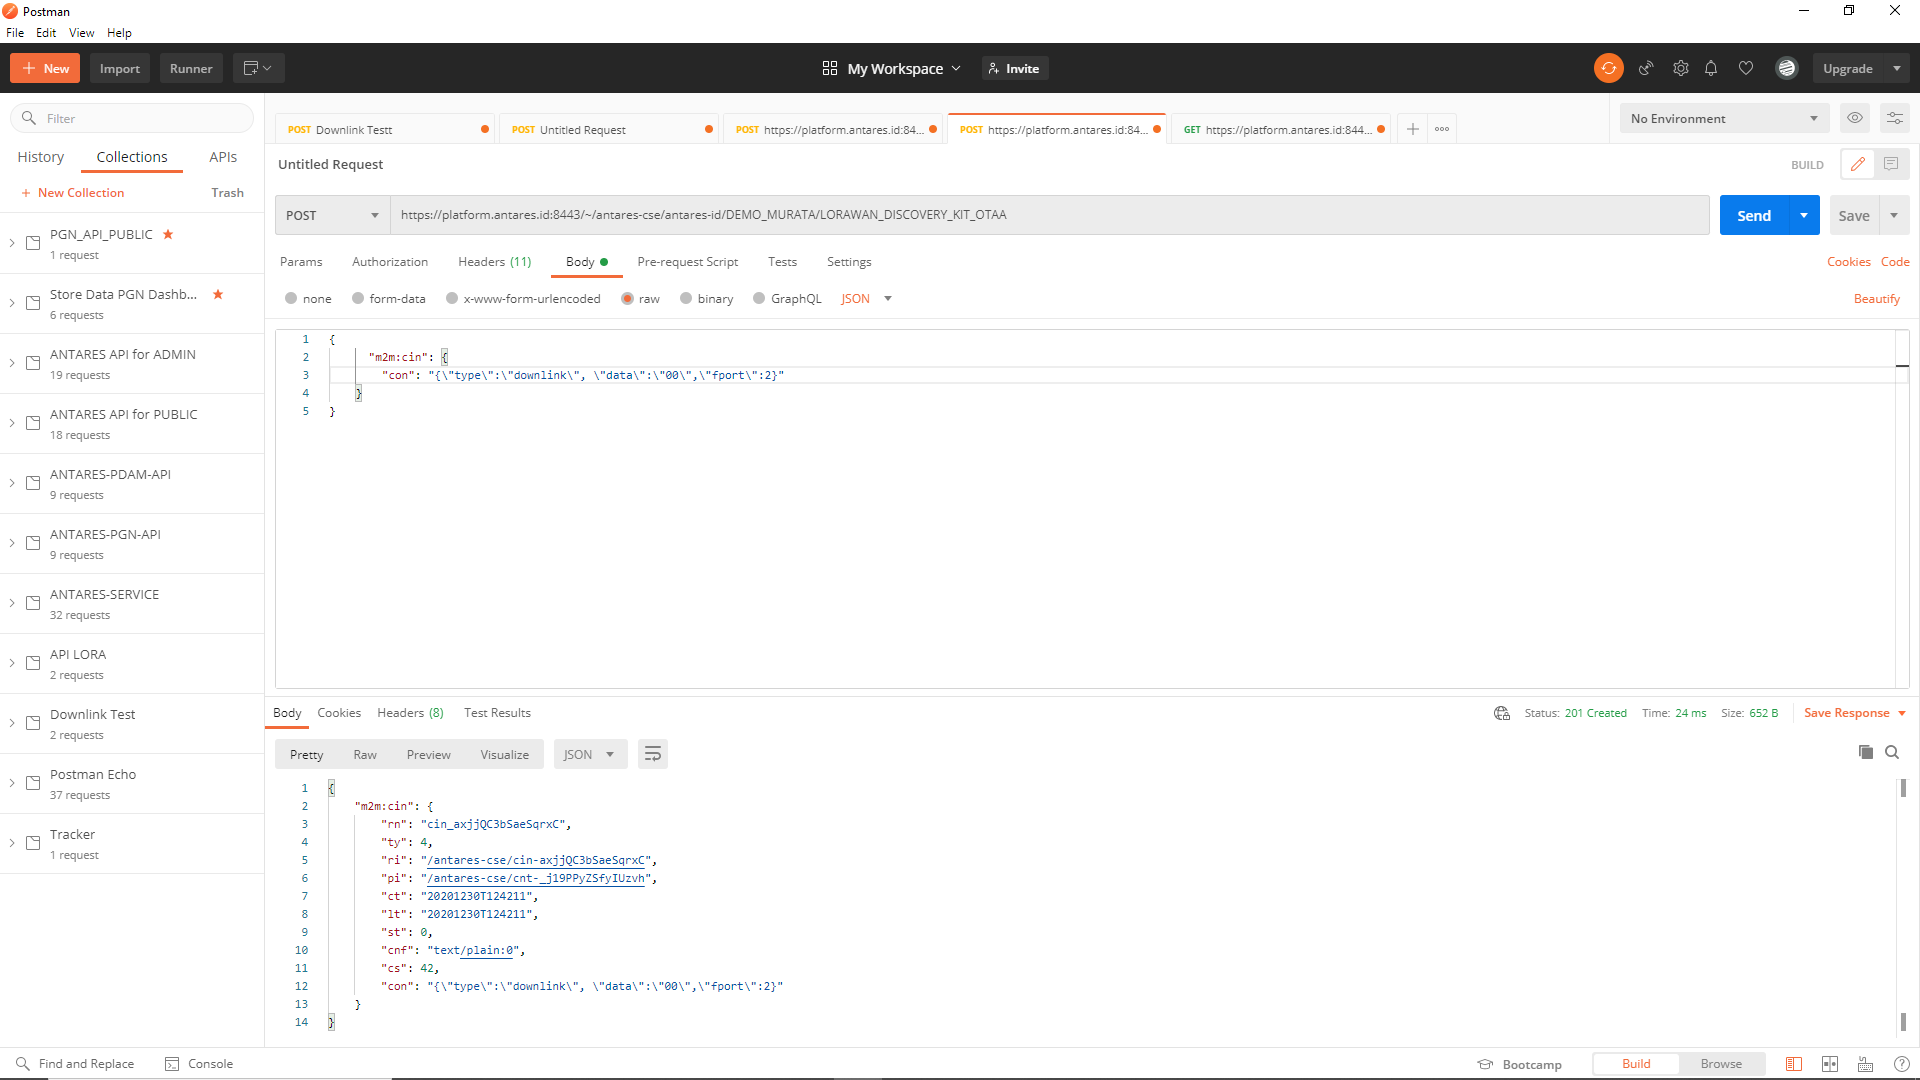 Postman
File Edit View Help
New Import Runner My Workspace Invite Upgrade
Filter
History Collections APIs
New Collection Trash
PGN_API_PUBLIC
1 request
Store Data PGN Dashb...
6 requests
ANTARES API for ADMIN
19 requests
ANTARES API for PUBLIC
18 requests
ANTARES-PDAM-API
9 requests
ANTARES-PGN-API
9 requests
ANTARES-SERVICE
32 requests
API LORA
2 requests
Downlink Test
2 requests
Postman Echo
37 requests
Tracker
1 request
POST Downlink Testt POST Untitled Request POST https://platform.antares.id:84... POST https://platform.antares.id:84... GET https://platform.antares.id:844...
No Environment
Untitled Request BUILD
POST https://platform.antares.id:8443/~/antares-cse/antares-id/DEMO_MURATA/LORAWAN_DISCOVERY_KIT_OTAA Send Save
Params Authorization Headers (11) Body Pre-request Script Tests Settings Cookies Code
none form-data x-www-form-urlencoded raw binary GraphQL JSON Beautify
1 {
2 "m2m:cin": {
3 "con": "{\"type\":\"downlink\", \"data\":\"00\",\"fport\":2}"
4 }
5 }
Body Cookies Headers (8) Test Results Status: 201 Created Time: 24 ms Size: 652 B Save Response
Pretty Raw Preview Visualize JSON
1 {
2 "m2m:cin": {
3 "rn": "cin_axjjQC3bSaeSqrxC",
4 "ty": 4,
5 "ri": "/antares-cse/cin-axjjQC3bSaeSqrxC",
6 "pi": "/antares-cse/cnt-_j19PPyZSfyIUzvh",
7 "ct": "20201230T124211",
8 "lt": "20201230T124211",
9 "st": 0,
10 "cnf": "text/plain:0",
11 "cs": 42,
12 "con": "{\"type\":\"downlink\", \"data\":\"00\",\"fport\":2}"
13 }
14 }
Find and Replace Console Bootcamp Build Browse